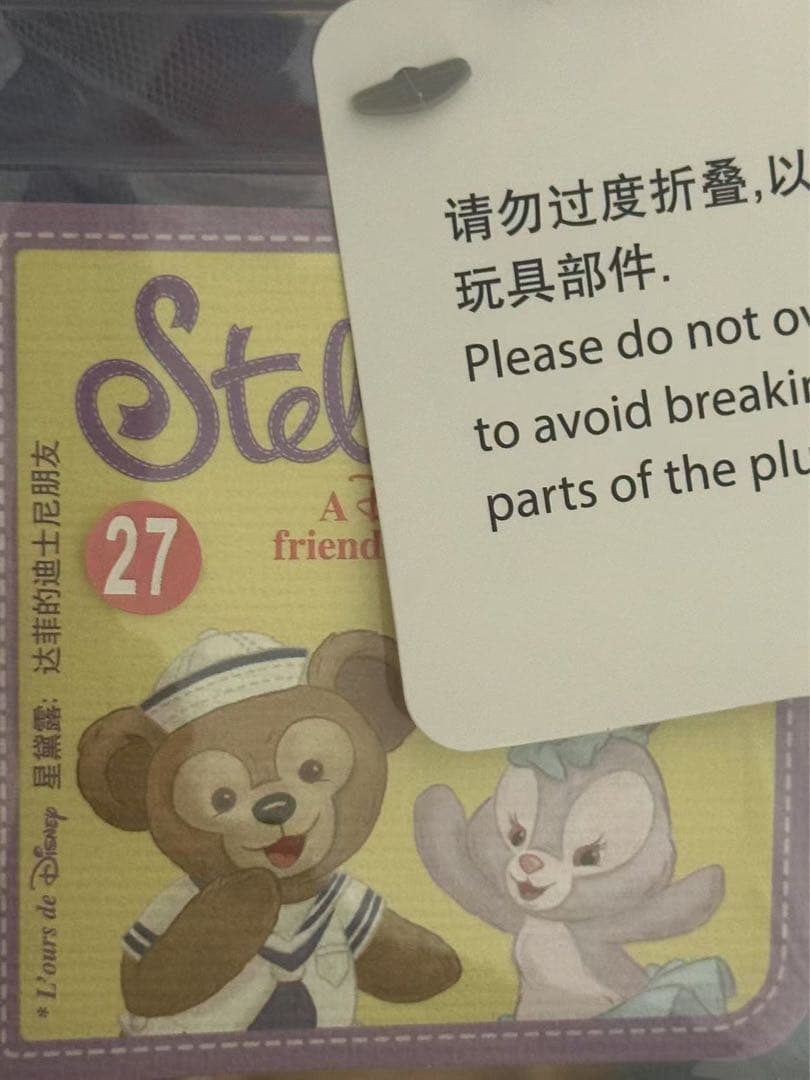 请勿过度折叠,以
玩具部件.
Please do not ov
to avoid breakin
parts of the plu
Stel
A D
friend
27
星黛露: 达菲的迪士尼朋友
* L'ours de Disney